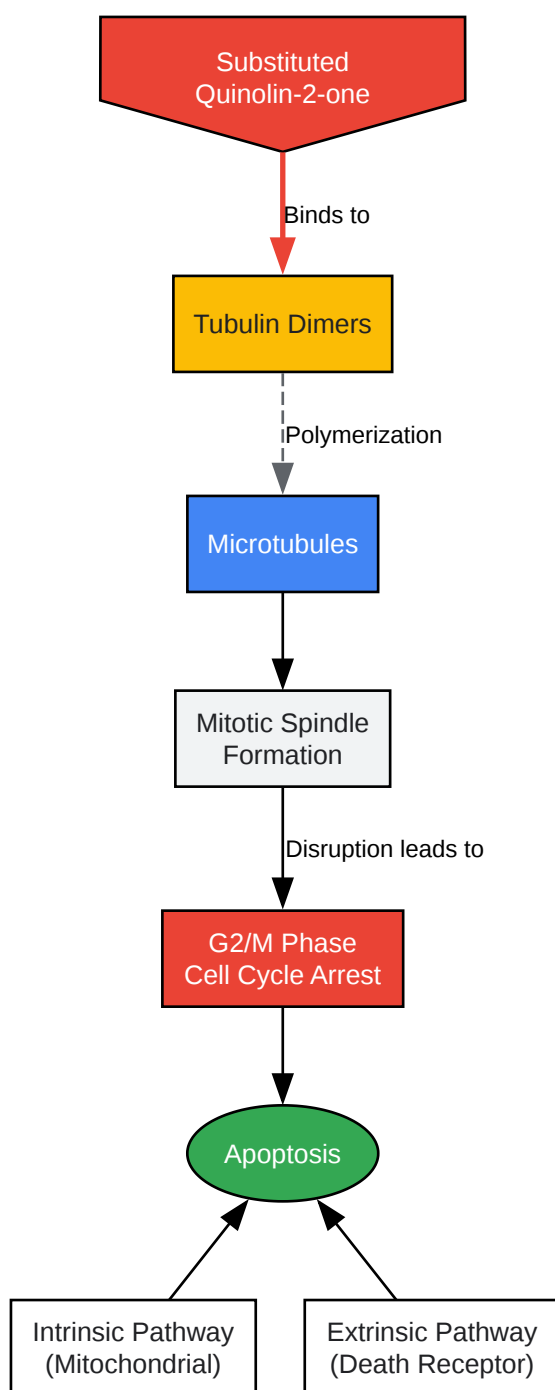 Substituted
Quinolin-2-one
Binds to
Tubulin Dimers
Polymerization
Microtubules
Mitotic Spindle
Formation
Disruption leads to
G2/M Phase
Cell Cycle Arrest
Apoptosis
Intrinsic Pathway
(Mitochondrial)
Extrinsic Pathway
(Death Receptor)